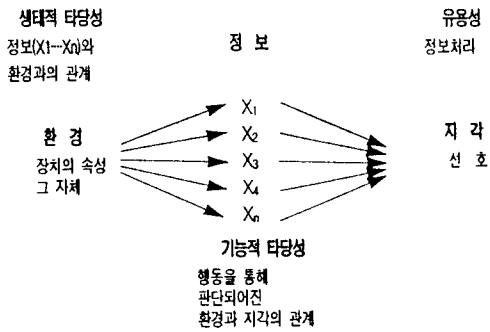 생태적 타당성
정보(X1…Xn)와
환경과의 관계
정 보
유용성
정보처리
환 경
장치의 속성
그 자체
X₁
X₂
X₃
X₄
Xₙ
지 각
선 호
기능적 타당성
행동을 통해
판단되어진
환경과 지각의 관계